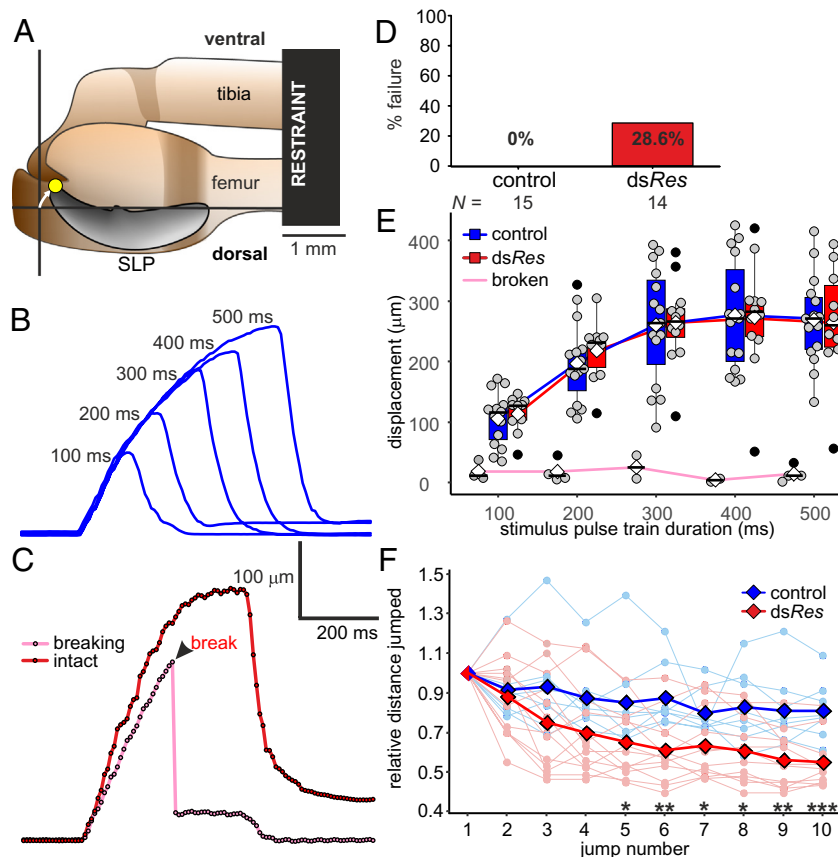 A
ventral
tibia
RESTRAINT
femur
dorsal
SLP
1 mm
B
500 ms
400 ms
300 ms
200 ms
100 ms
C
100 μm
200 ms
breaking
intact
break
D
% failure
100
80
60
40
20
0
0%
28.6%
control
dsRes
N =
15
14
E
control
dsRes
broken
displacement (μm)
400
300
200
100
0
100
200
300
400
500
stimulus pulse train duration (ms)
F
control
dsRes
relative distance jumped
1.5
1.3
1.1
0.9
0.7
0.5
0.4
* ** * * ** ***
1 2 3 4 5 6 7 8 9 10
jump number